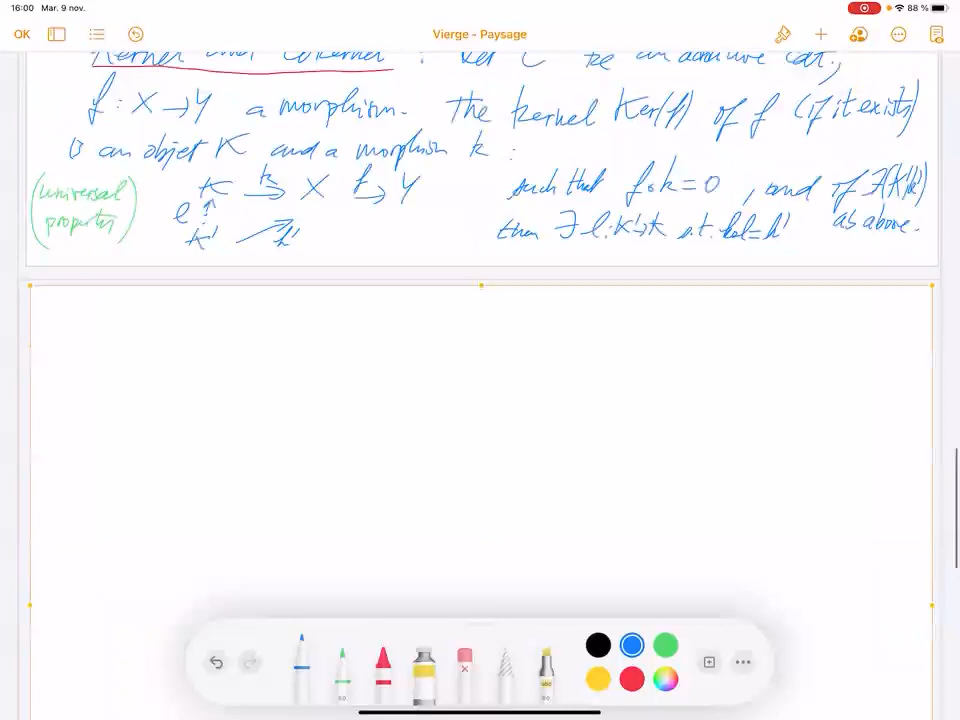 16:00 Mar. 9 nov.
88 %
OK
Vierge - Paysage
Kernel and Cokernel : Let C be an additive cat.,
f : X → Y a morphism. The kernel Ker(f) of f (if it exists)
is an object K and a morphism k :
(universal property)
K k→ X f→ Y such that f∘k = 0, and if ∃(K',k') as above.
l
K' k' then ∃ l : K'→K s.t. k∘l = k'